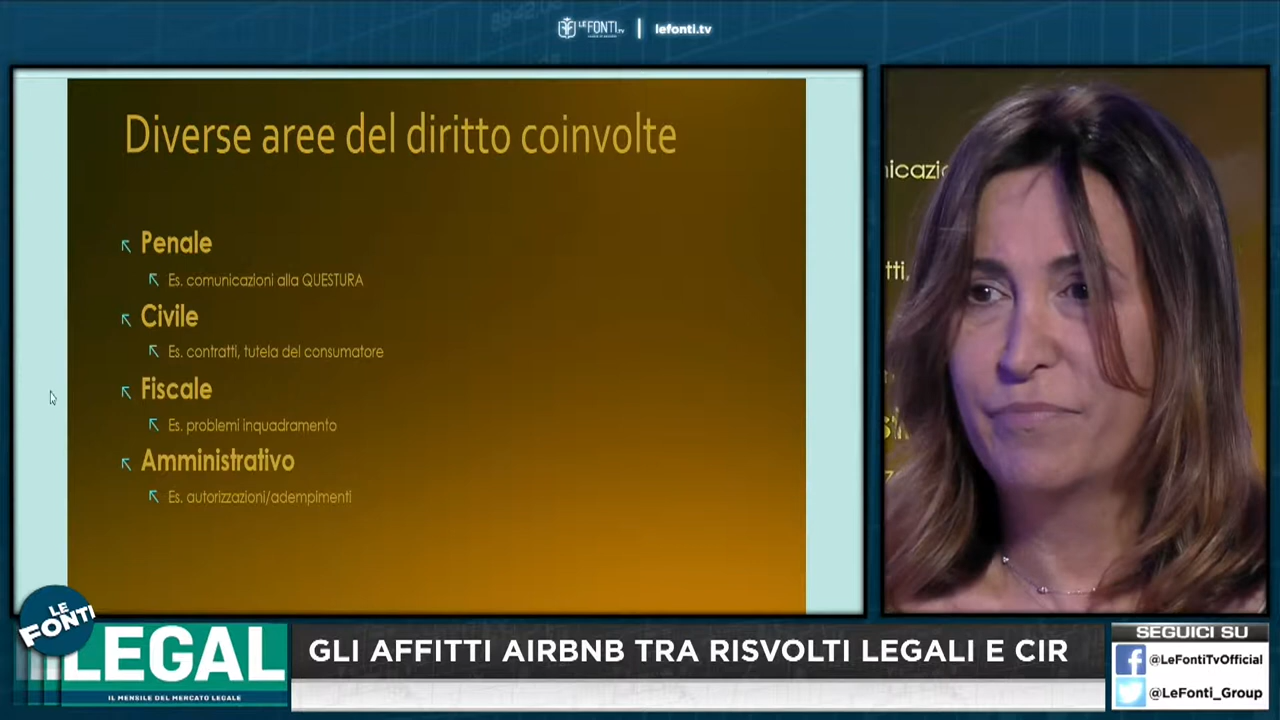 LE FONTI TV
lefonti.tv
Diverse aree del diritto coinvolte
Penale
Es. comunicazioni alla QUESTURA
Civile
Es. contratti, tutela del consumatore
Fiscale
Es. problemi inquadramento
Amministrativo
Es. autorizzazioni/adempimenti
tti,
LE
FONTI
LEGAL
IL MENSILE DEL MERCATO LEGALE
GLI AFFITTI AIRBNB TRA RISVOLTI LEGALI E CIR
SEGUICI SU
@LeFontiTvOfficial
@LeFonti_Group